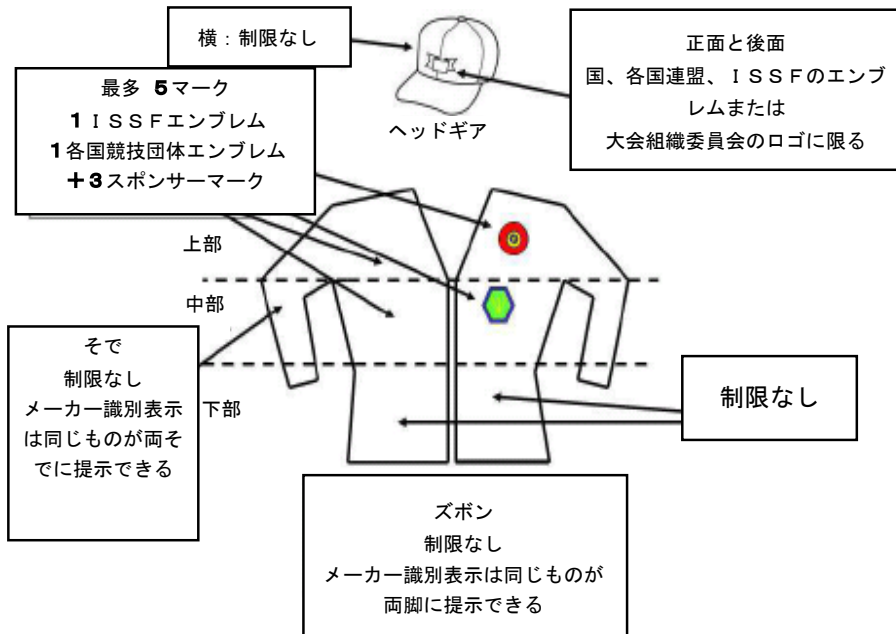 横：制限なし
正面と後面
国、各国連盟、ＩＳＳＦのエンブ
レムまたは
大会組織委員会のロゴに限る
最多 ５マーク
１ＩＳＳＦエンブレム
１各国競技団体エンブレム
＋３スポンサーマーク
ヘッドギア
上部
中部
下部
そで
制限なし
メーカー識別表示
は同じものが両そ
でに提示できる
制限なし
ズボン
制限なし
メーカー識別表示は同じものが
両脚に提示できる